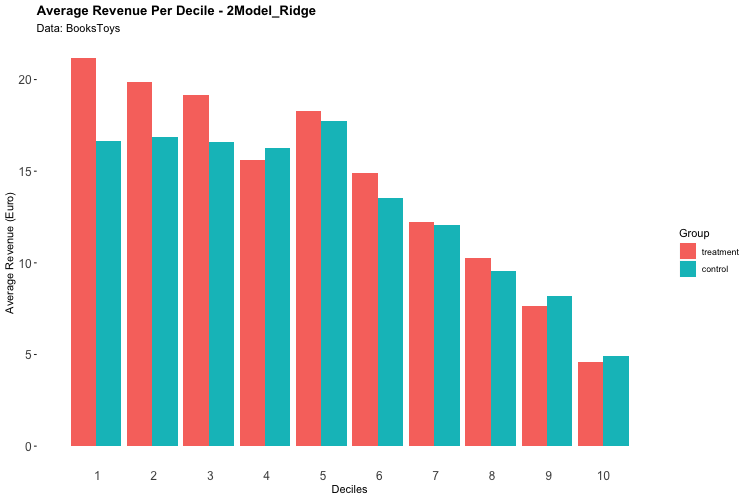 Average Revenue Per Decile - 2Model_Ridge
Data: BooksToys
Average Revenue (Euro)
20
15
10
5
0
1 2 3 4 5 6 7 8 9 10
Deciles
Group
treatment
control